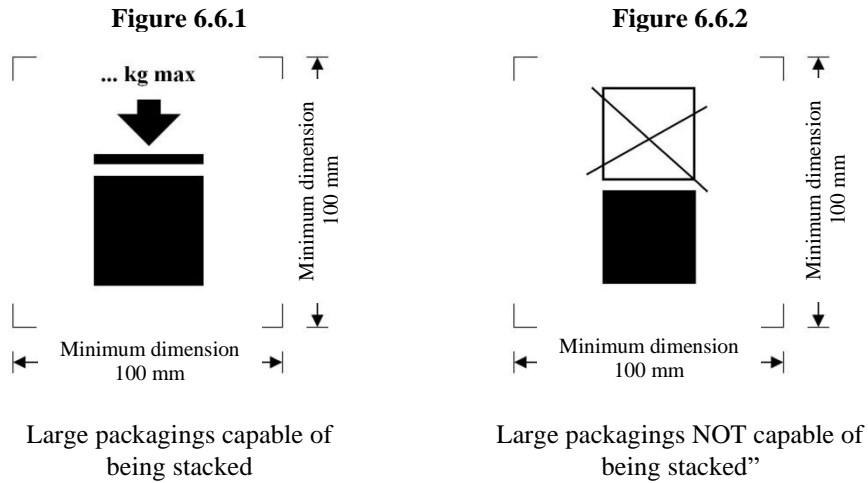 Figure 6.6.1
... kg max
Minimum dimension
100 mm
Minimum dimension
100 mm
Large packagings capable of
being stacked
Figure 6.6.2
Minimum dimension
100 mm
Minimum dimension
100 mm
Large packagings NOT capable of
being stacked”